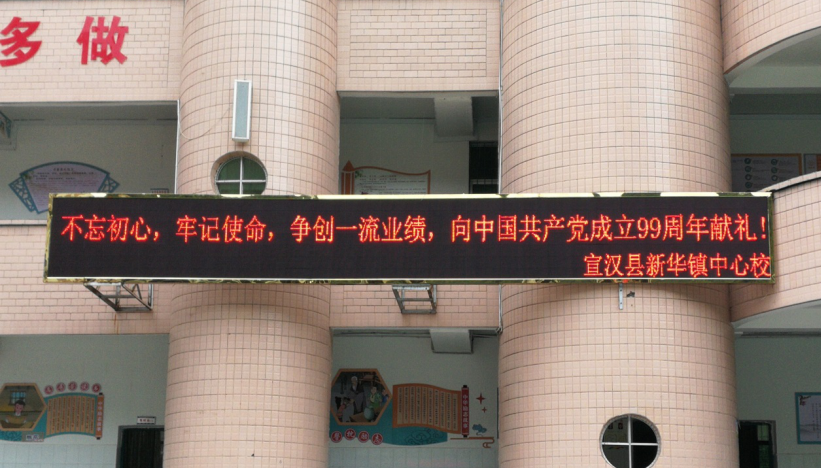 多 做
不忘初心，牢记使命，争创一流业绩，向中国共产党成立99周年献礼！
宣汉县新华镇中心校